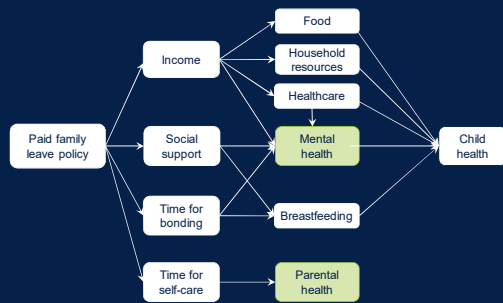 Food
Income
Household
resources
Healthcare
Paid family
leave policy
Social
support
Mental
health
Child
health
Time for
bonding
Breastfeeding
Time for
self-care
Parental
health